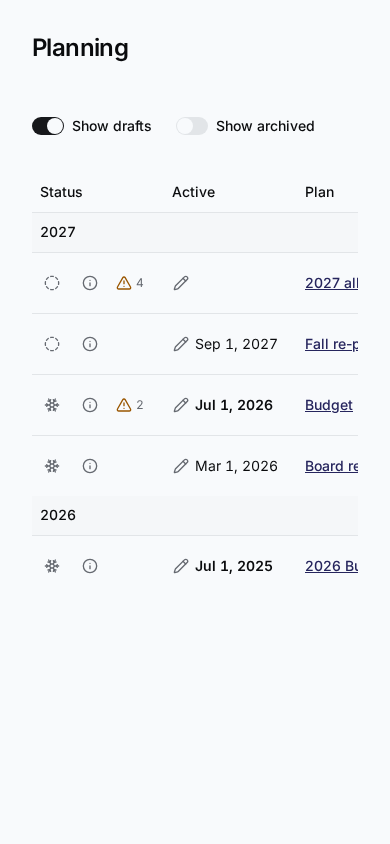 Planning
Show drafts Show archived
Status Active Plan
2027
4 2027 all
Sep 1, 2027 Fall re-p
2 Jul 1, 2026 Budget
Mar 1, 2026 Board re
2026
Jul 1, 2025 2026 Bu